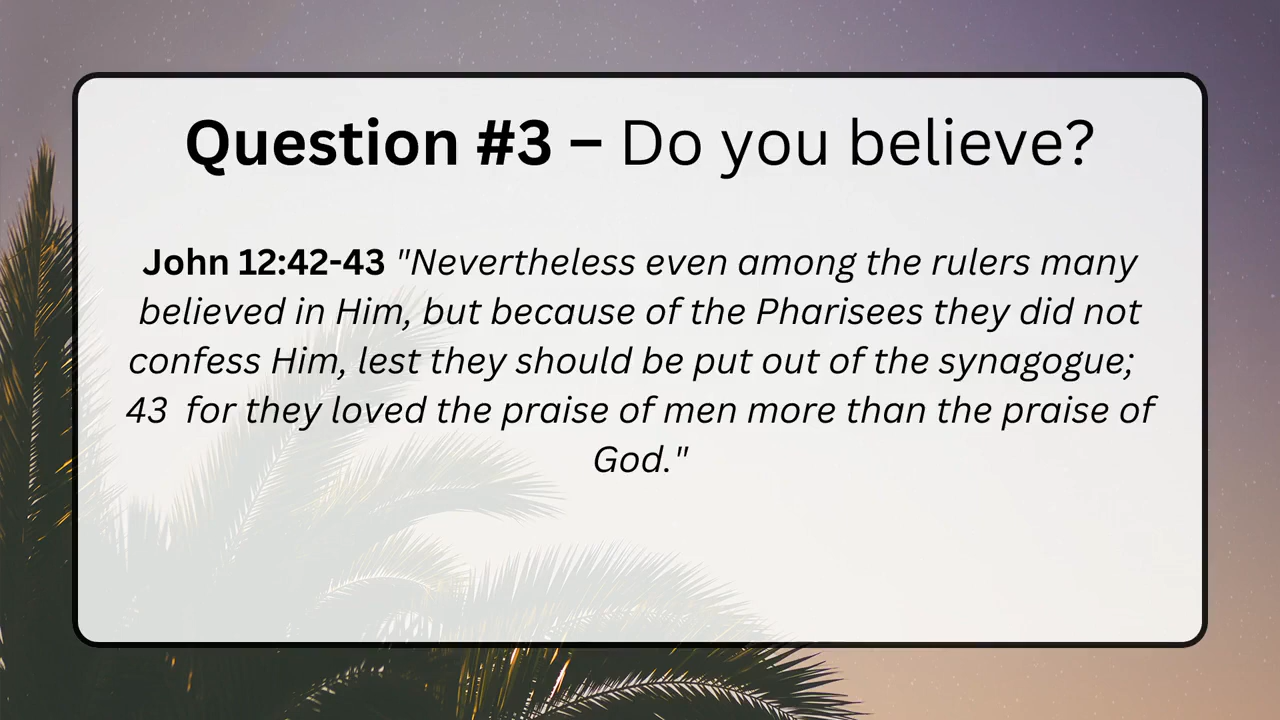 Question #3 – Do you believe?
John 12:42-43 "Nevertheless even among the rulers many
believed in Him, but because of the Pharisees they did not
confess Him, lest they should be put out of the synagogue;
43  for they loved the praise of men more than the praise of
God."